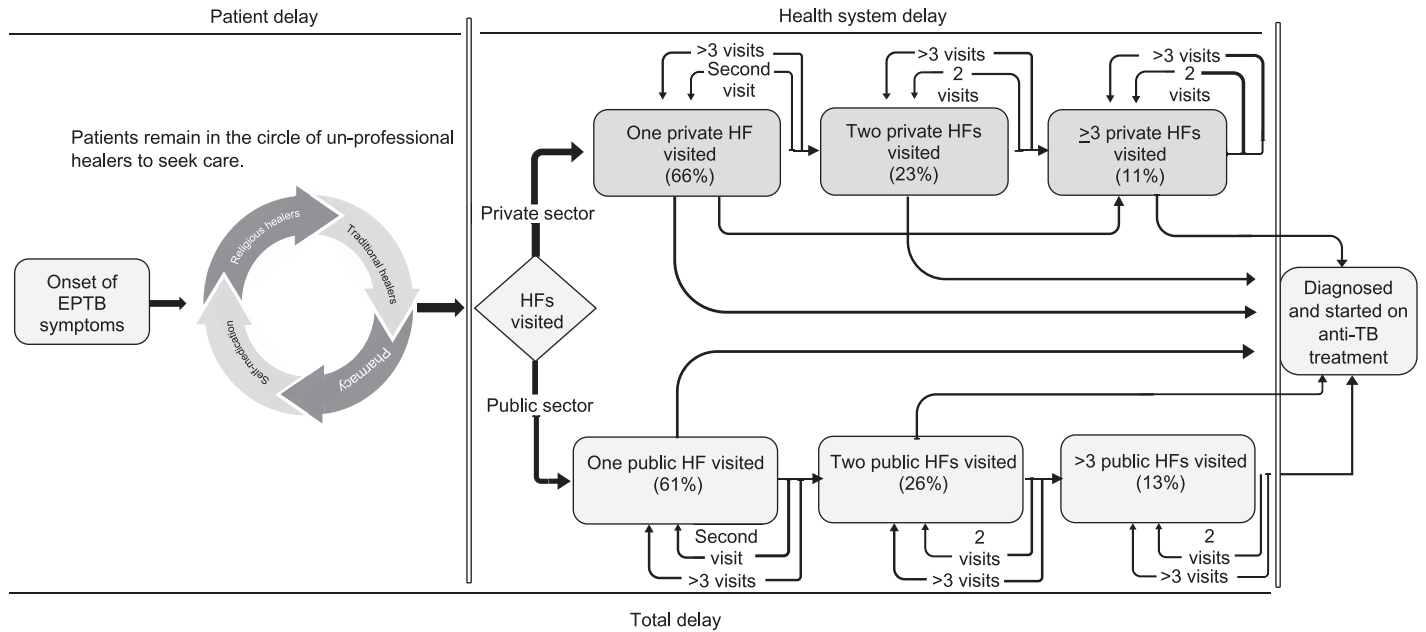 Patient delay
Health system delay
Patients remain in the circle of un-professional
healers to seek care.
Onset of
EPTB
symptoms
Religious healers
Traditional healers
Pharmacy
Self-medication
HFs
visited
Private sector
Public sector
>3 visits
Second
visit
One private HF
visited
(66%)
>3 visits
2
visits
Two private HFs
visited
(23%)
>3 visits
2
visits
≥3 private HFs
visited
(11%)
Diagnosed
and started on
anti-TB
treatment
One public HF visited
(61%)
Second
visit
>3 visits
Two public HFs visited
(26%)
2
visits
>3 visits
>3 public HFs visited
(13%)
2
visits
>3 visits
Total delay